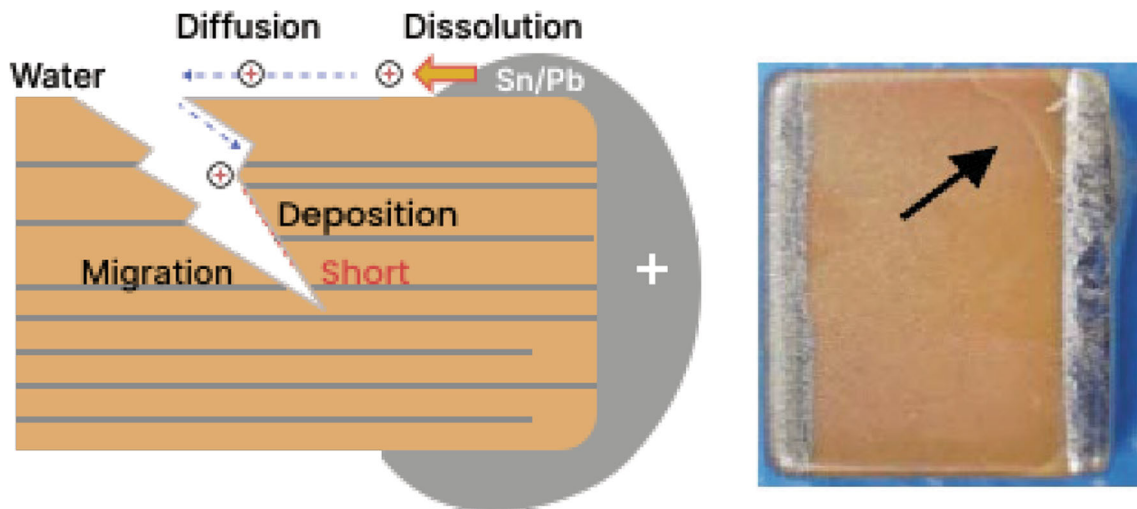 Diffusion Dissolution
Water
Sn/Pb
Deposition
Migration Short
+